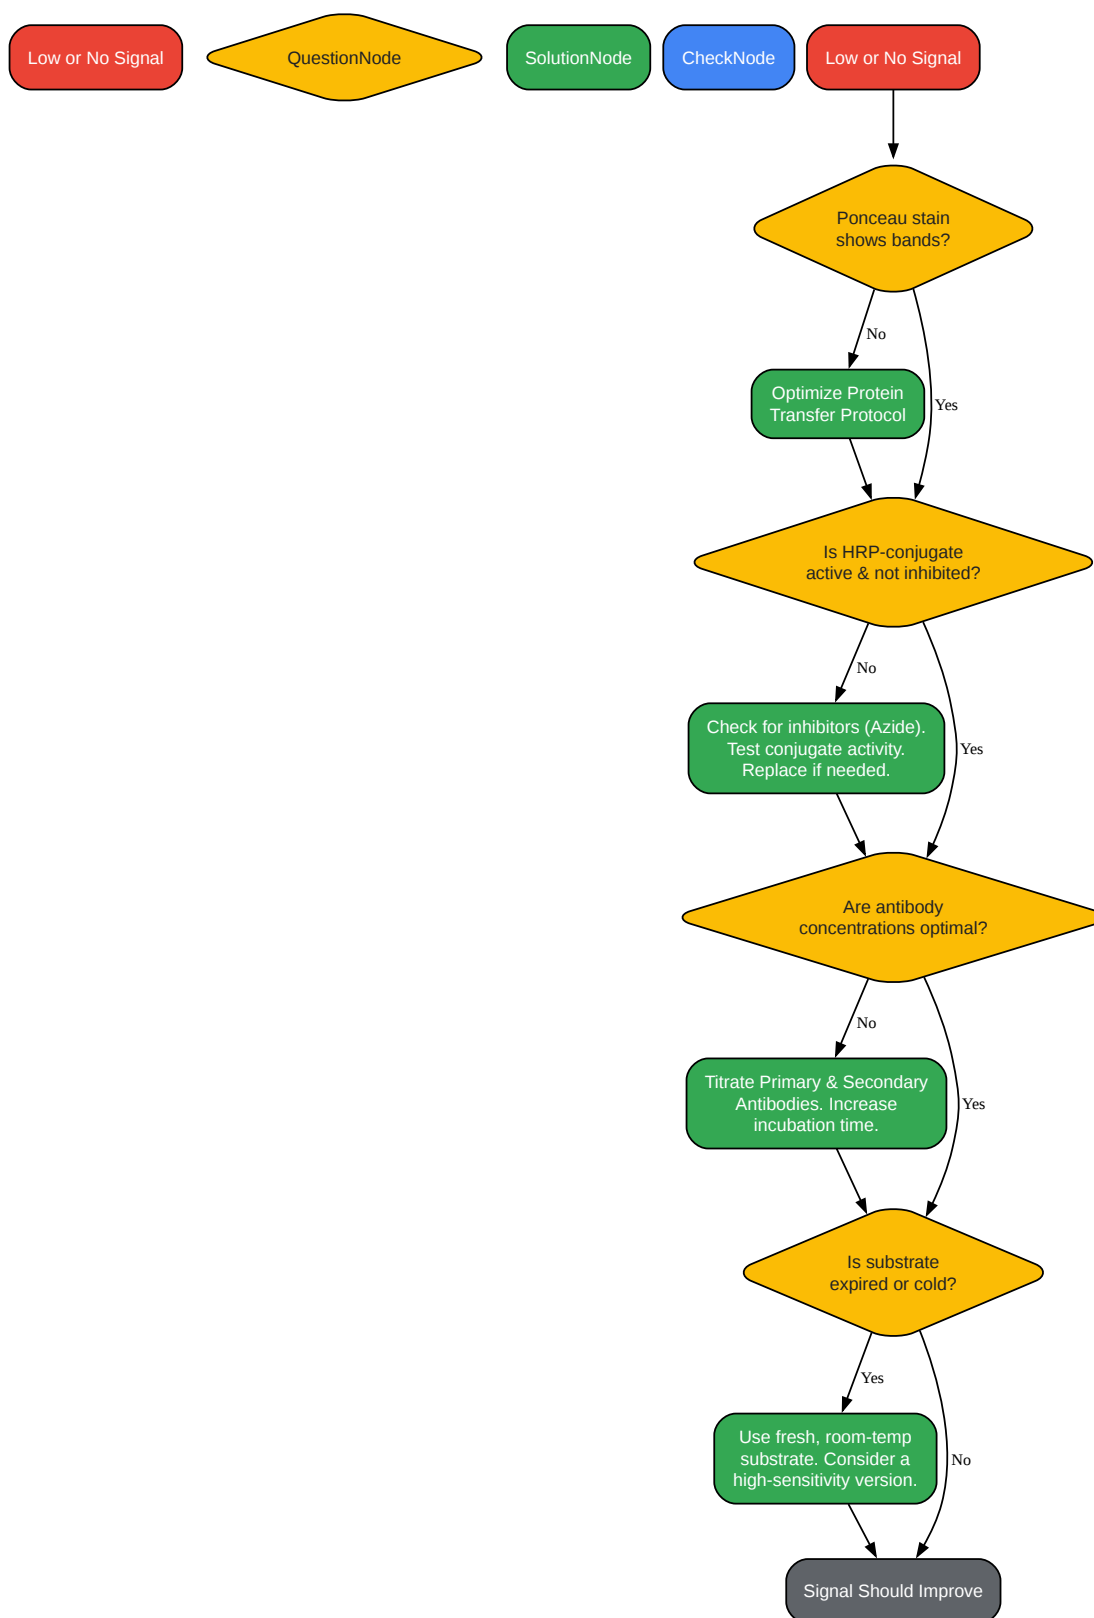 Low or No Signal
QuestionNode
SolutionNode
CheckNode
Low or No Signal
Ponceau stain
shows bands?
No
Optimize Protein
Transfer Protocol
Yes
Is HRP-conjugate
active & not inhibited?
No
Check for inhibitors (Azide).
Test conjugate activity.
Replace if needed.
Yes
Are antibody
concentrations optimal?
No
Titrate Primary & Secondary
Antibodies. Increase
incubation time.
Yes
Is substrate
expired or cold?
Yes
Use fresh, room-temp
substrate. Consider a
high-sensitivity version.
No
Signal Should Improve